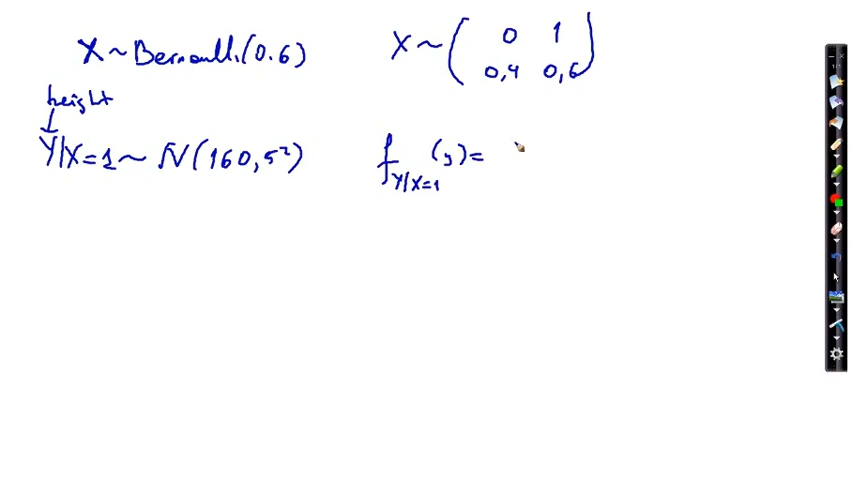 X ~ Bernoulli(0.6)
X ~ ( 0 1
0,4 0,6 )
height
↓
Y|X=1 ~ N(160, 5²)
f_{Y|X=1}(y) =